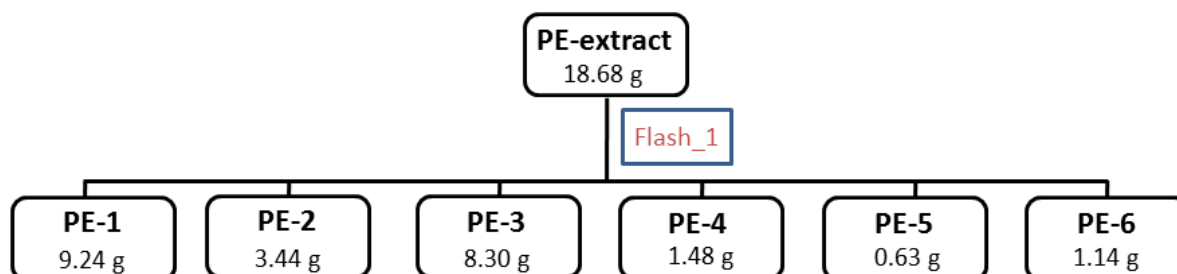 PE-extract
18.68 g
Flash_1
PE-1
9.24 g
PE-2
3.44 g
PE-3
8.30 g
PE-4
1.48 g
PE-5
0.63 g
PE-6
1.14 g